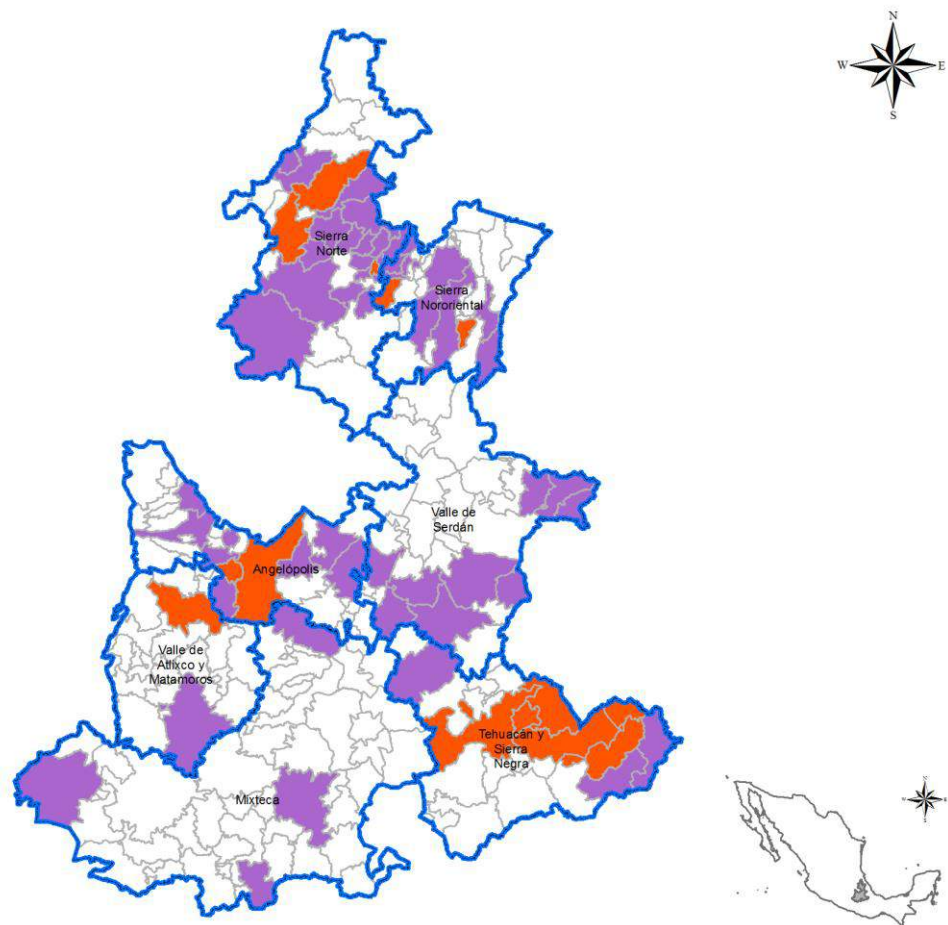 N
W
E
S
Sierra
Norte
Sierra
Nororiental
Valle de
Serdán
Angelópolis
Valle de
Atlixco y
Matamoros
Tehuacán y
Sierra
Negra
Mixteca